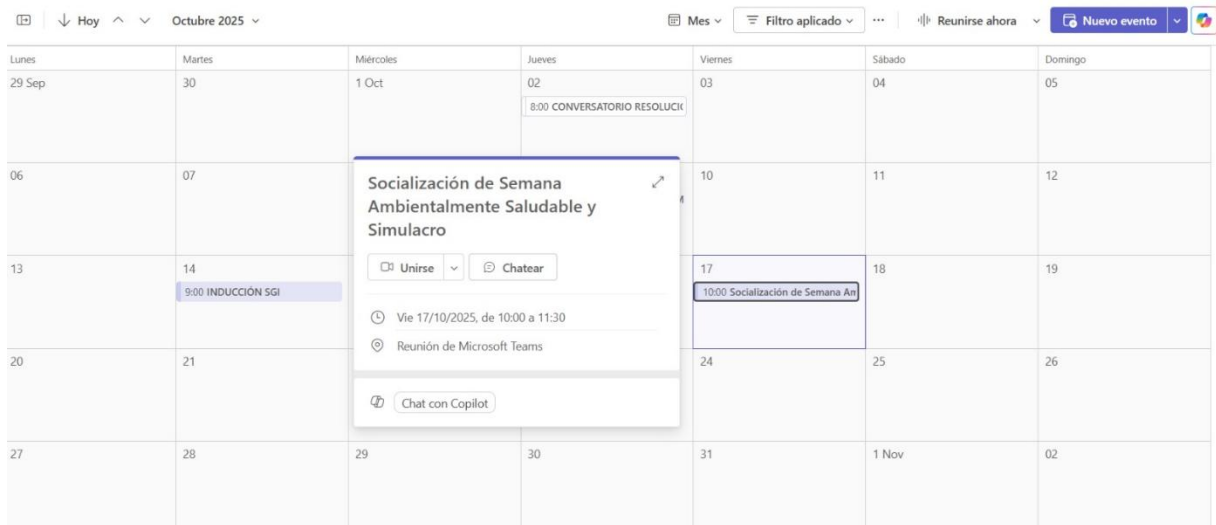 Hoy Octubre 2025 Mes Filtro aplicado ... Reunirse ahora Nuevo evento
Lunes Martes Miércoles Jueves Viernes Sábado Domingo
29 Sep 30 1 Oct 02 03 04 05
8:00 CONVERSATORIO
06 07 10 11 12
Socialización de Semana
Ambientalmente Saludable y
Simulacro
Unirse Chatear
Vie 17/10/2025, de 10:00 a 11:30
Reunión de Microsoft Teams
Chat con Copilot
13 14 17 18 19
9:00 INDUCCIÓN SGI
10:00 Socialización de Semana
20 21 24 25 26
27 28 29 30 31 1 Nov 02